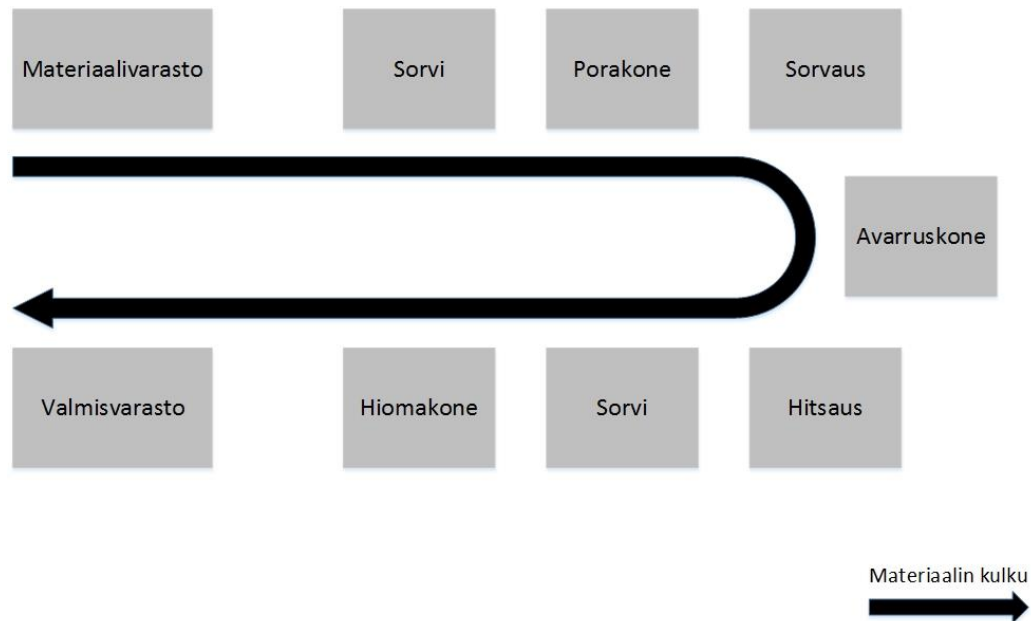 Materiaalivarasto
Sorvi
Porakone
Sorvaus
Avarruskone
Valmisvarasto
Hiomakone
Sorvi
Hitsaus
Materiaalin kulku